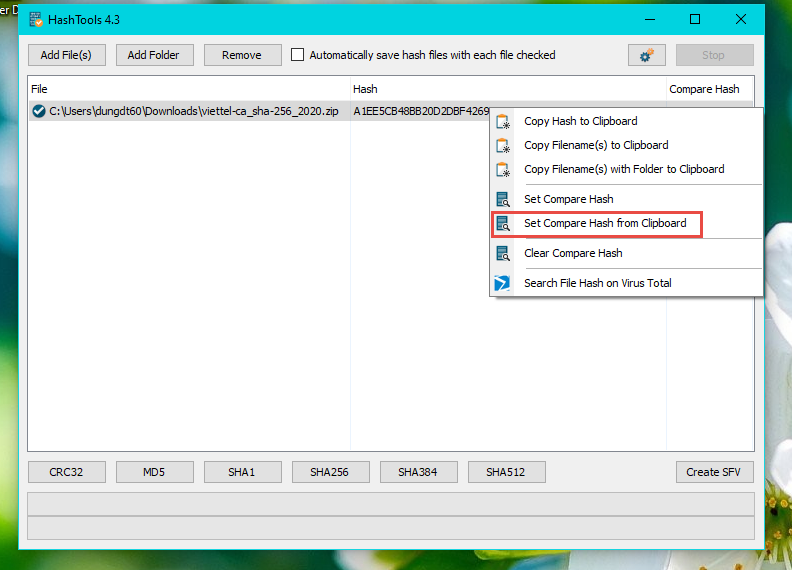 HashTools 4.3
Add File(s) Add Folder Remove Automatically save hash files with each file checked Stop
File Hash Compare Hash
C:\Users\dungdt60\Downloads\viettel-ca_sha-256_2020.zip A1EE5CB48BB20D2DBF4269
Copy Hash to Clipboard
Copy Filename(s) to Clipboard
Copy Filename(s) with Folder to Clipboard
Set Compare Hash
Set Compare Hash from Clipboard
Clear Compare Hash
Search File Hash on Virus Total
CRC32 MD5 SHA1 SHA256 SHA384 SHA512 Create SFV